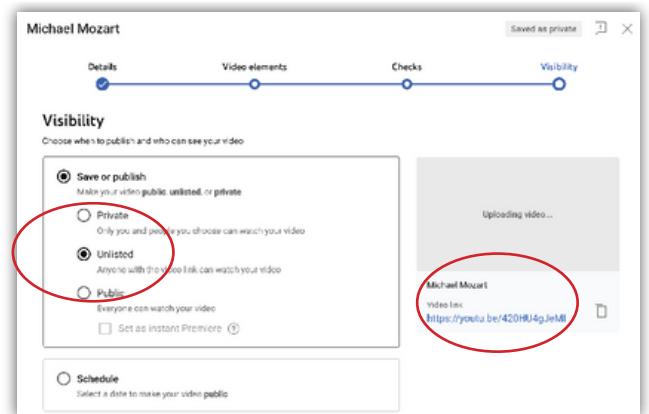 Michael Mozart
Saved as private
Details
Video elements
Checks
Visibility
Visibility
Choose when to publish and who can see your video
Save or publish
Make your video public, unlisted, or private
Private
Only you and people you choose can watch your video
Unlisted
Anyone with the video link can watch your video
Public
Everyone can watch your video
Set as instant Premiere
Schedule
Select a date to make your video public
Uploading video...
Michael Mozart
Video link
https://youtu.be/420HU4gJeMI